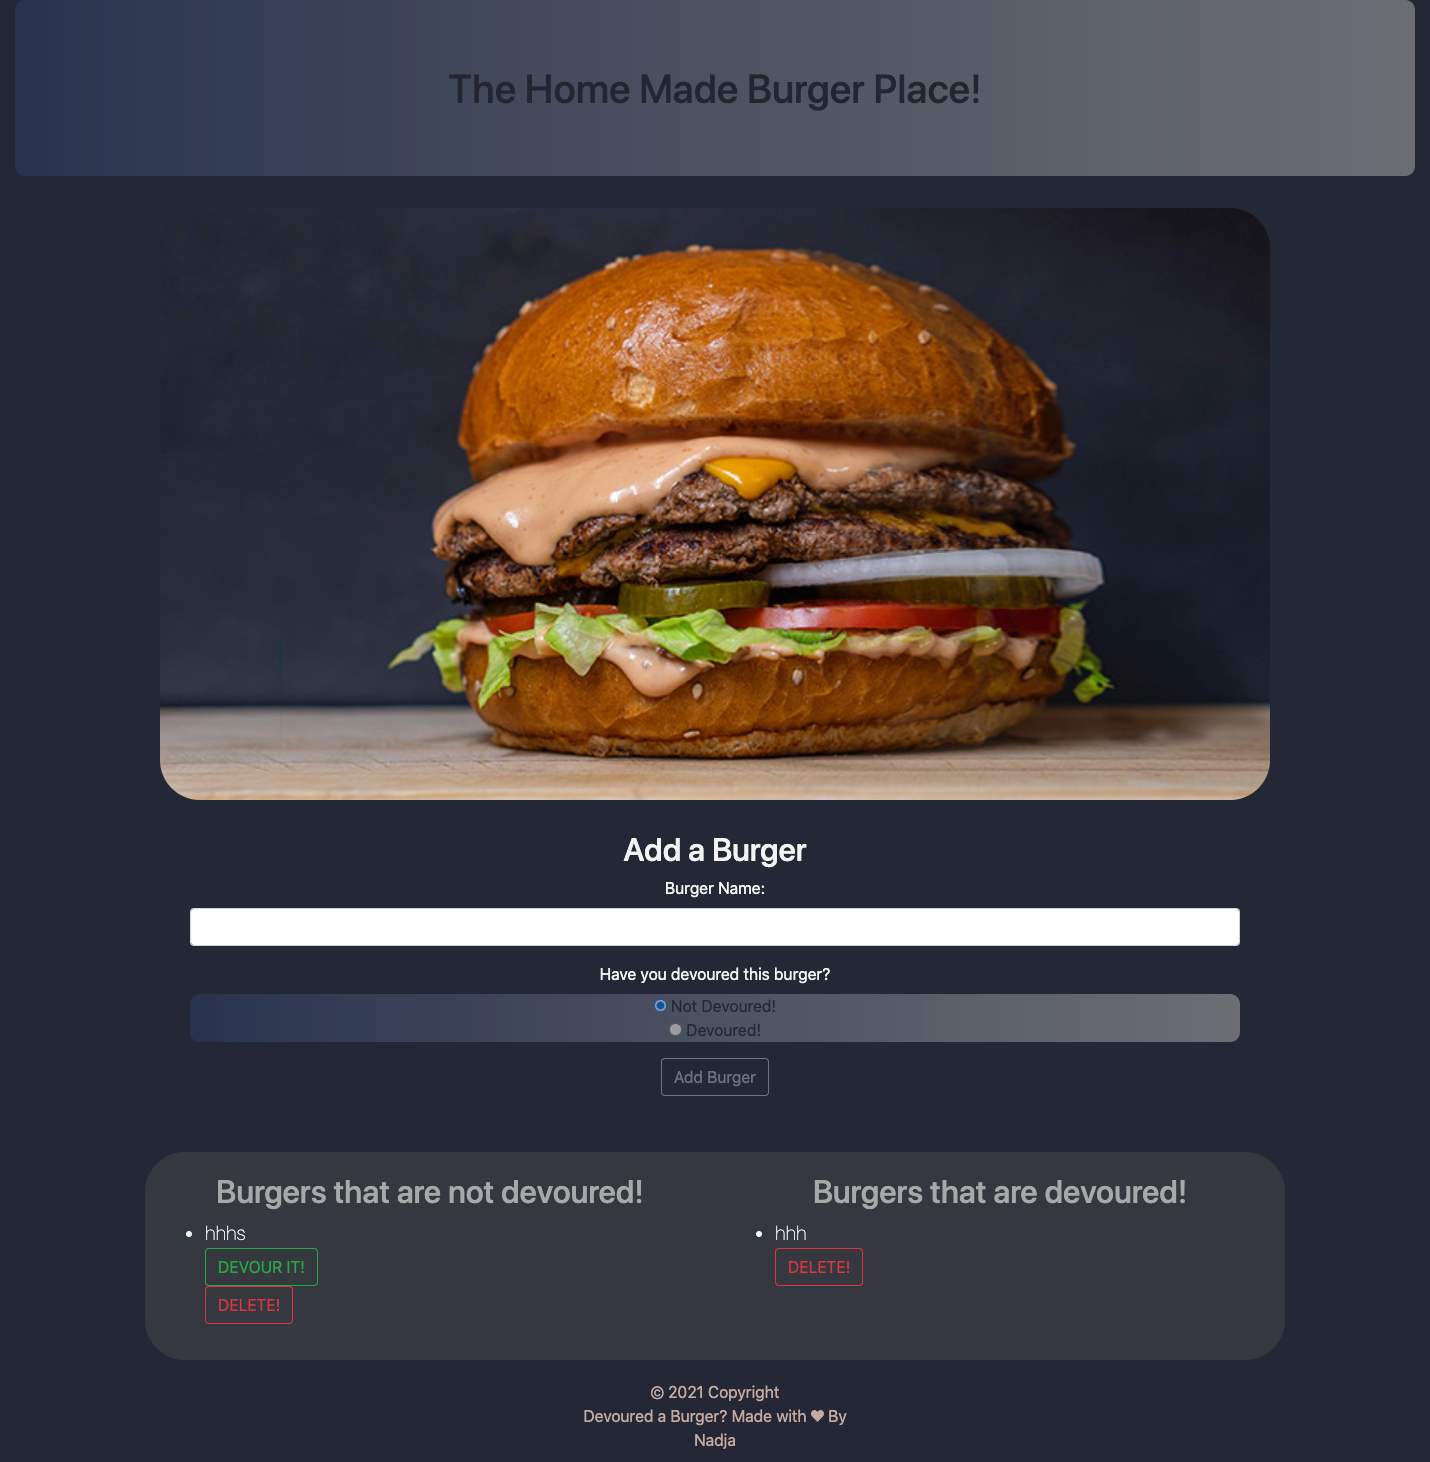 The Home Made Burger Place!
Add a Burger
Burger Name:
Have you devoured this burger?
Not Devoured!
Devoured!
Add Burger
Burgers that are not devoured!
hhhs
DEVOUR IT!
DELETE!
Burgers that are devoured!
hhh
DELETE!
© 2021 Copyright
Devoured a Burger? Made with ♥ By
Nadja